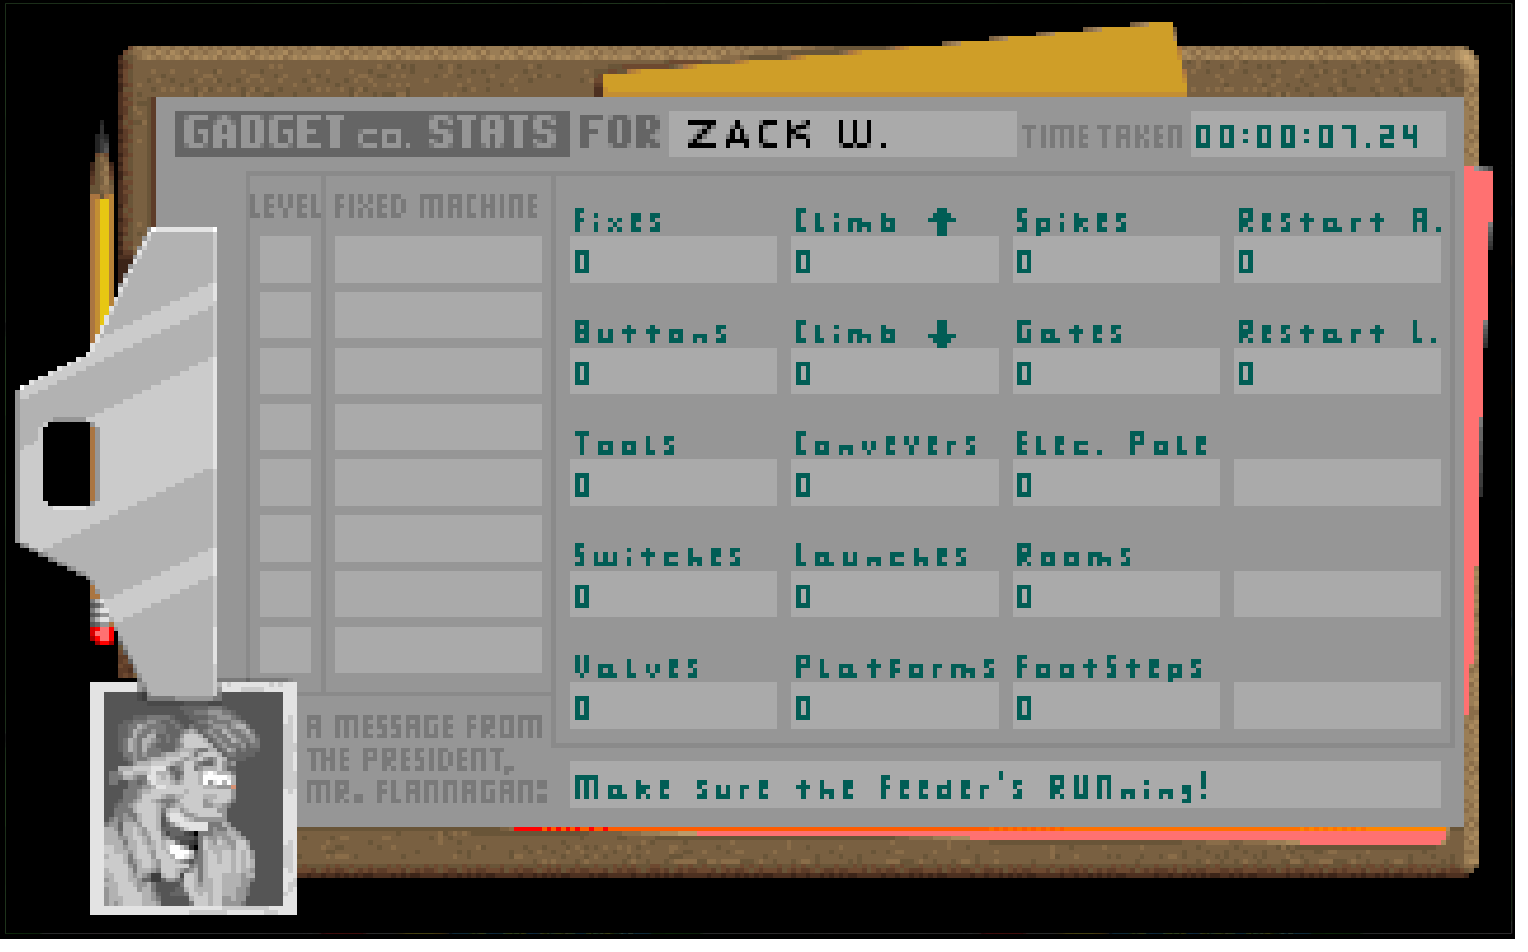 GADGET co. STATS FOR ZACK W. TIME TAKEN 00:00:07.24
LEVEL FIXED MACHINE
Fixes Climb ↑ Spikes Restart A.
0 0 0 0
Buttons Climb ↓ Gates Restart L.
0 0 0 0
Tools Conveyers Elec. Pole
0 0 0
Switches Launches Rooms
0 0 0
Valves Platforms FootSteps
0 0 0
A MESSAGE FROM
THE PRESIDENT,
MR. FLANNAGAN:
Make sure the feeder's RUNning!